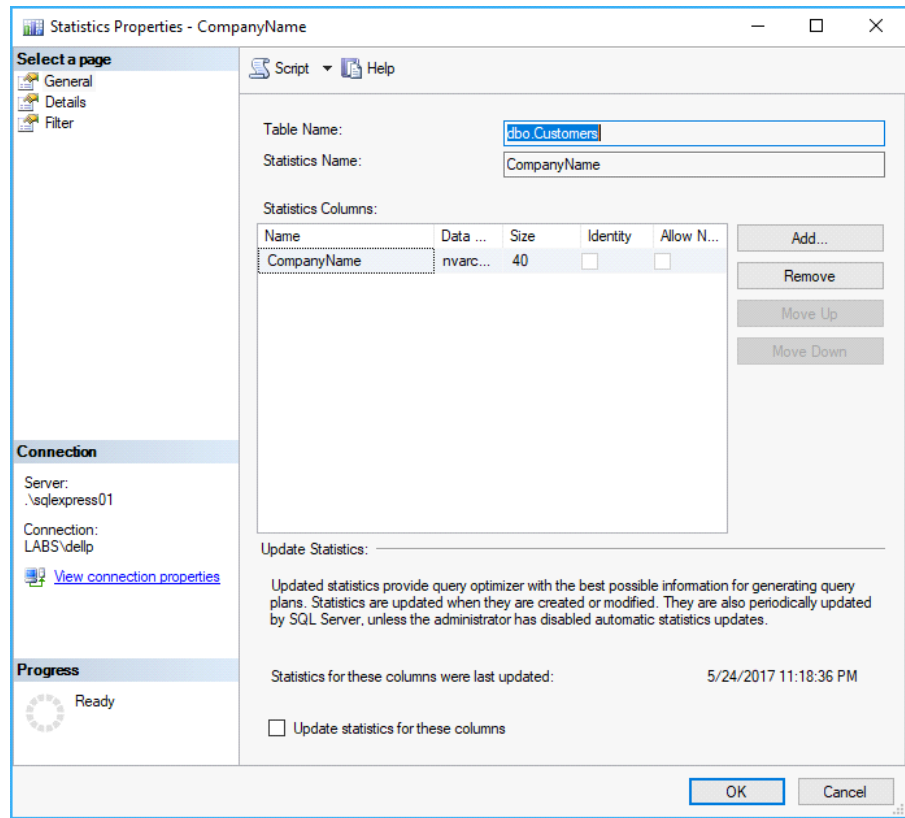 Statistics Properties - CompanyName
Select a page
General
Details
Filter
Script
Help
Table Name:
dbo.Customers
Statistics Name:
CompanyName
Statistics Columns:
Name Data ... Size Identity Allow N...
CompanyName nvarc... 40
Add...
Remove
Move Up
Move Down
Connection
Server:
.\sqlexpress01
Connection:
LABS\dellp
View connection properties
Update Statistics:
Updated statistics provide query optimizer with the best possible information for generating query
plans. Statistics are updated when they are created or modified. They are also periodically updated
by SQL Server, unless the administrator has disabled automatic statistics updates.
Progress
Ready
Statistics for these columns were last updated: 5/24/2017 11:18:36 PM
Update statistics for these columns
OK
Cancel